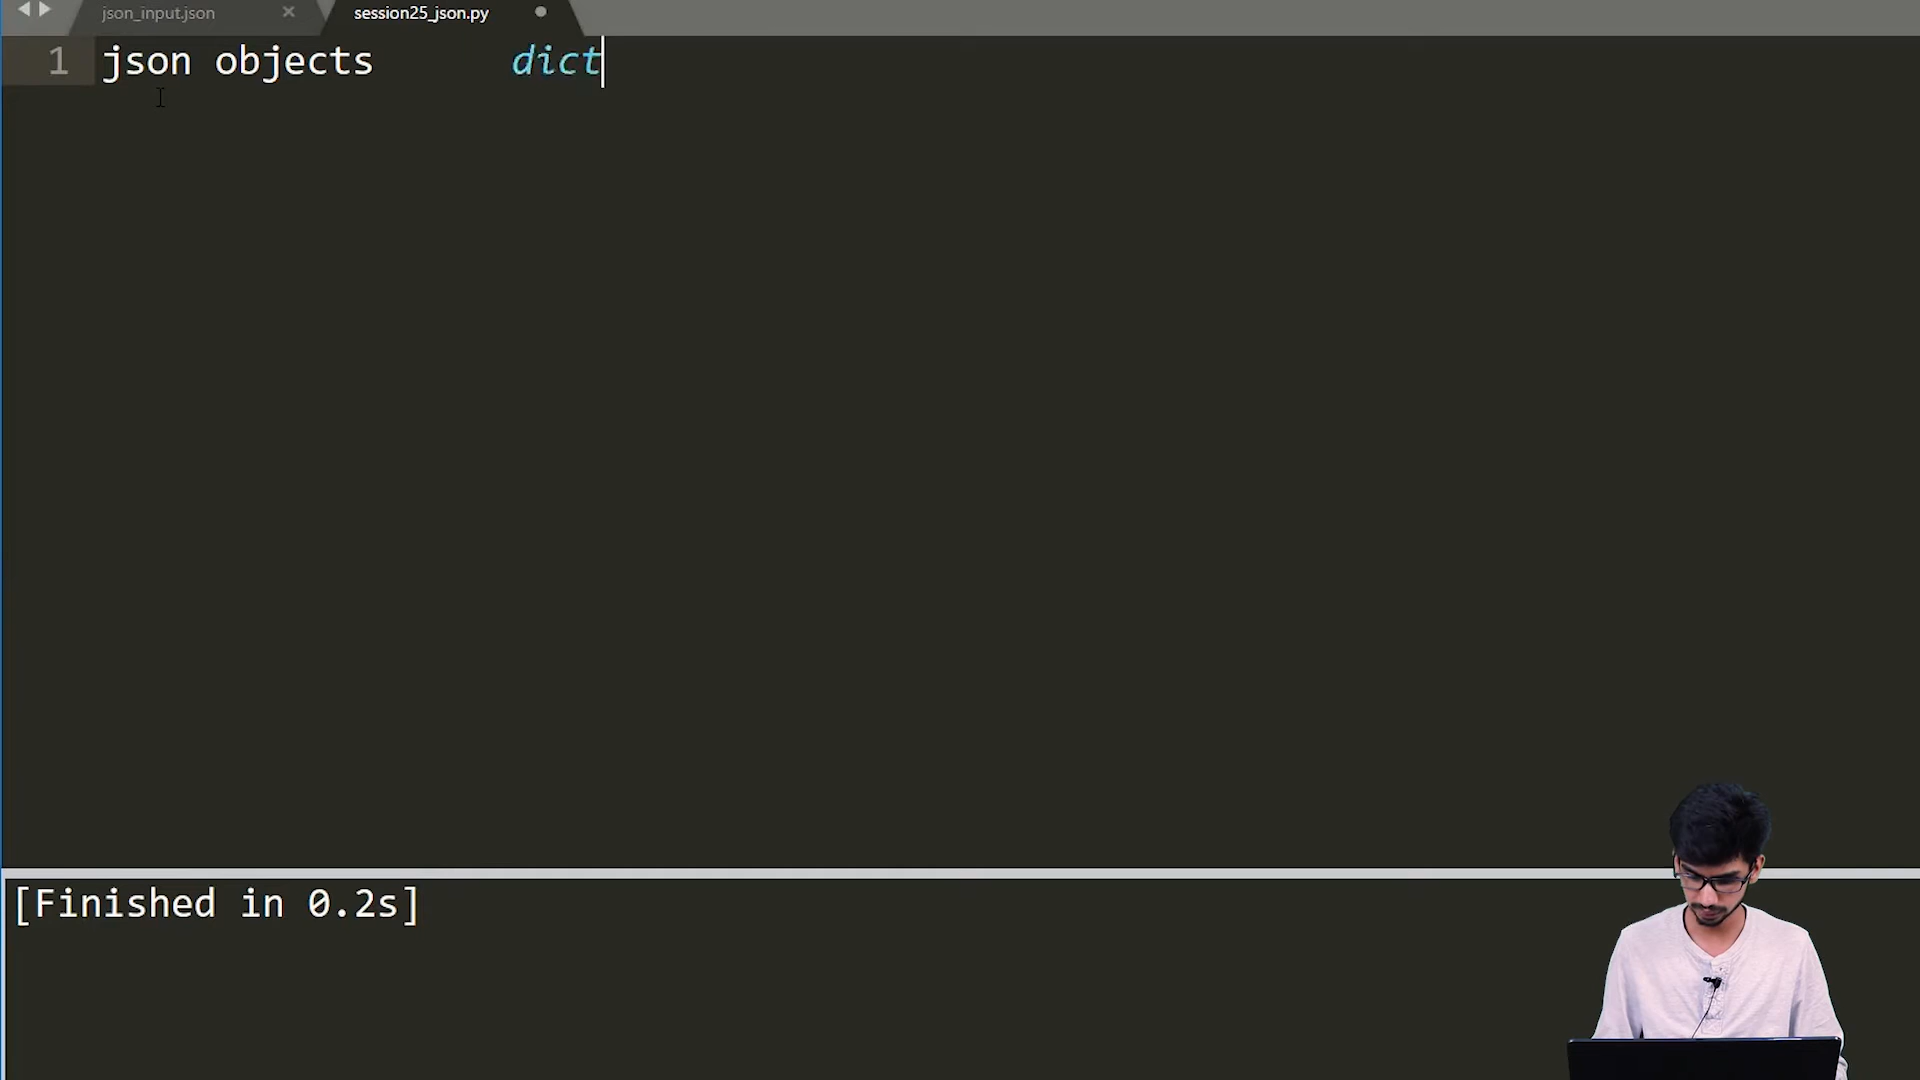 json_input.json × session25_json.py
1 json objects dict
[Finished in 0.2s]